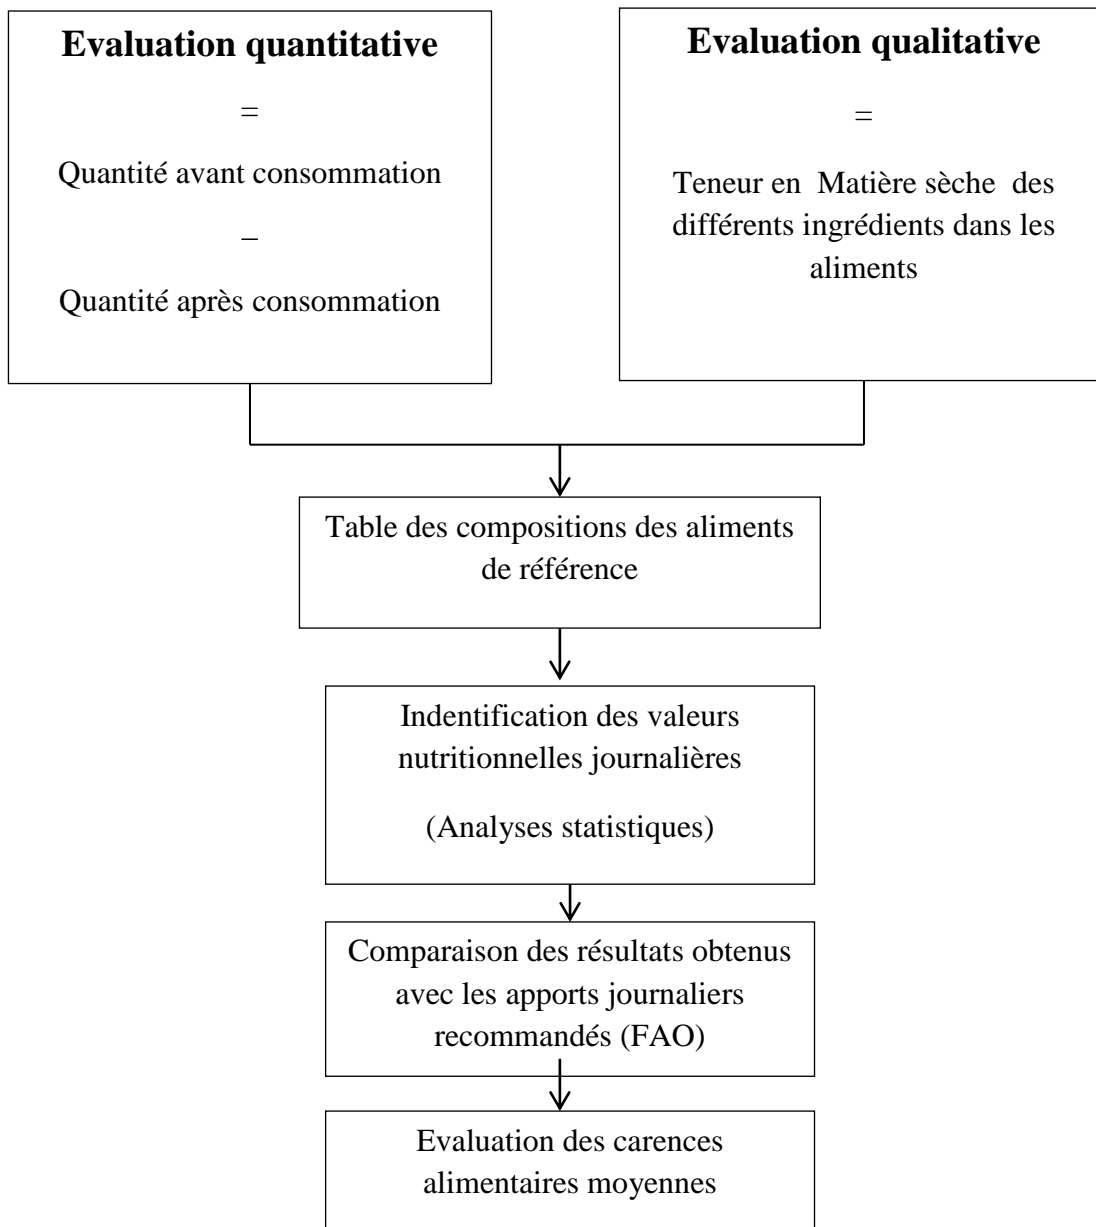 Evaluation quantitative
=
Quantité avant consommation
–
Quantité après consommation
Evaluation qualitative
=
Teneur en Matière sèche des
différents ingrédients dans les
aliments
Table des compositions des aliments
de référence
Indentification des valeurs
nutritionnelles journalières
(Analyses statistiques)
Comparaison des résultats obtenus
avec les apports journaliers
recommandés (FAO)
Evaluation des carences
alimentaires moyennes